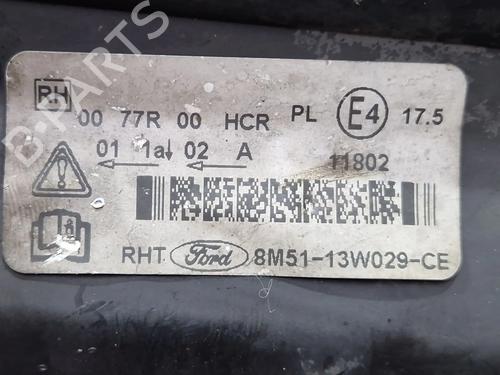 B-PARTS
RH
00 77R 00 HCR PL E4 17.5
01 1a 02 A
11802
RHT Ford 8M51-13W029-CE